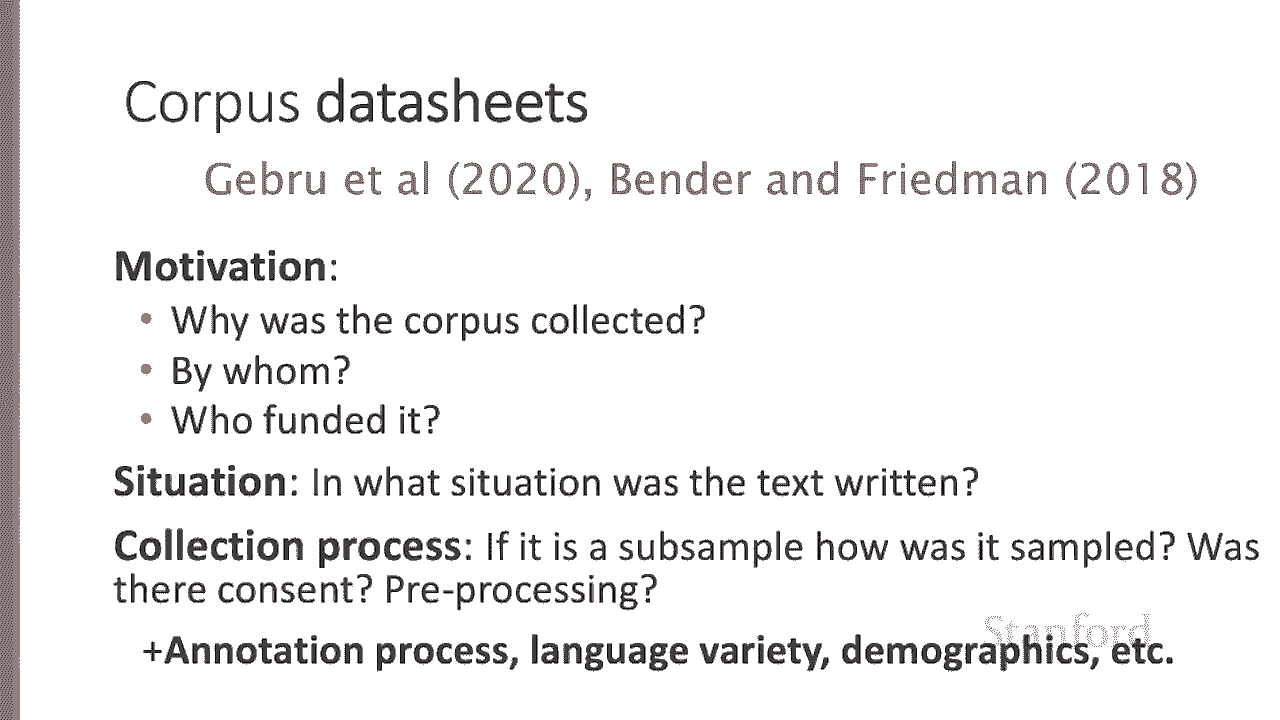 Corpus datasheets
Gebru et al (2020), Bender and Friedman (2018)
Motivation:
• Why was the corpus collected?
• By whom?
• Who funded it?
Situation: In what situation was the text written?
Collection process: If it is a subsample how was it sampled? Was
there consent? Pre-processing?
Stanford
+Annotation process, language variety, demographics, etc.